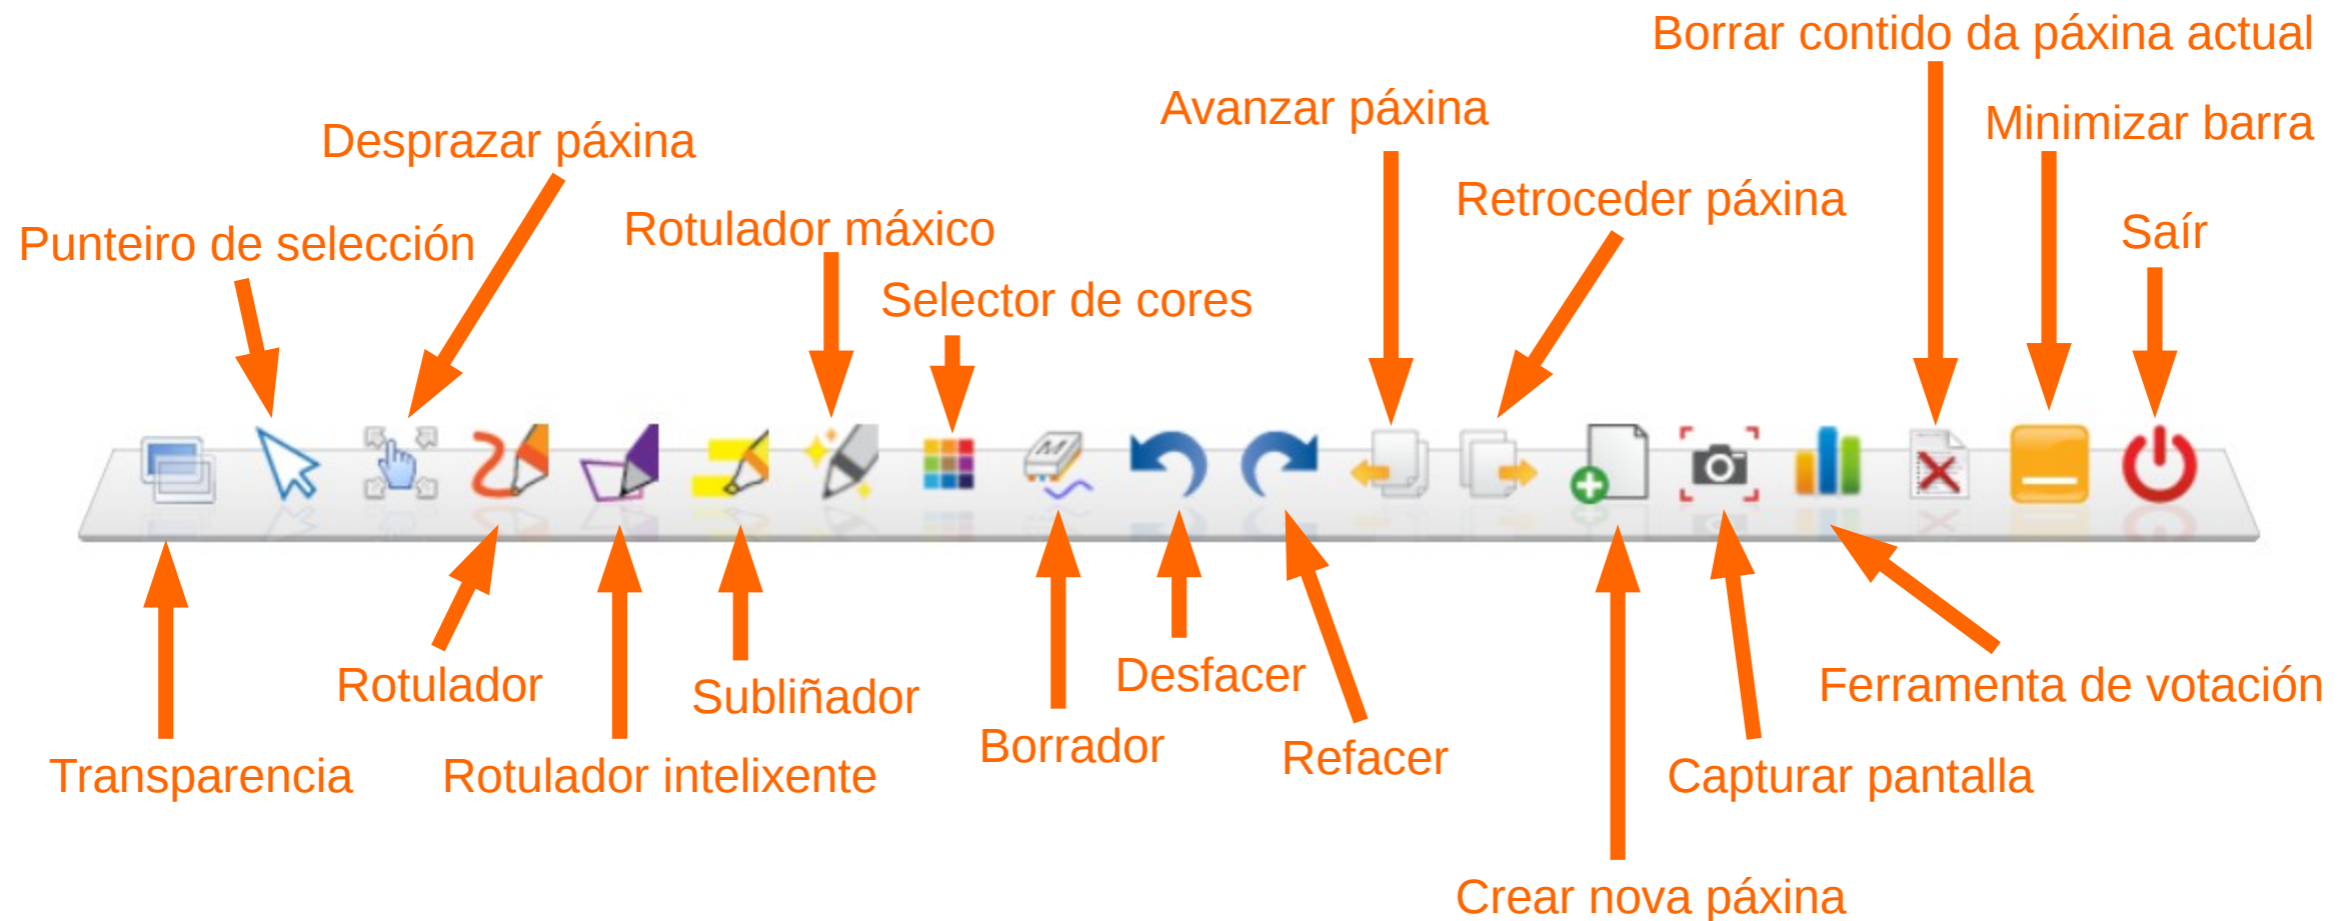 Borrar contido da páxina actual
Avanzar páxina
Minimizar barra
Desprazar páxina
Retroceder páxina
Rotulador máxico
Saír
Punteiro de selección
Selector de cores
M
Rotulador
Subliñador
Desfacer
Ferramenta de votación
Borrador
Refacer
Transparencia
Rotulador intelixente
Capturar pantalla
Crear nova páxina